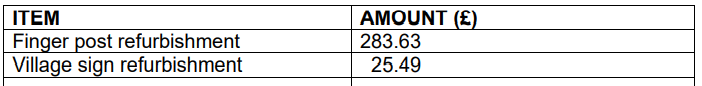 ITEM AMOUNT (£)
Finger post refurbishment 283.63
Village sign refurbishment 25.49